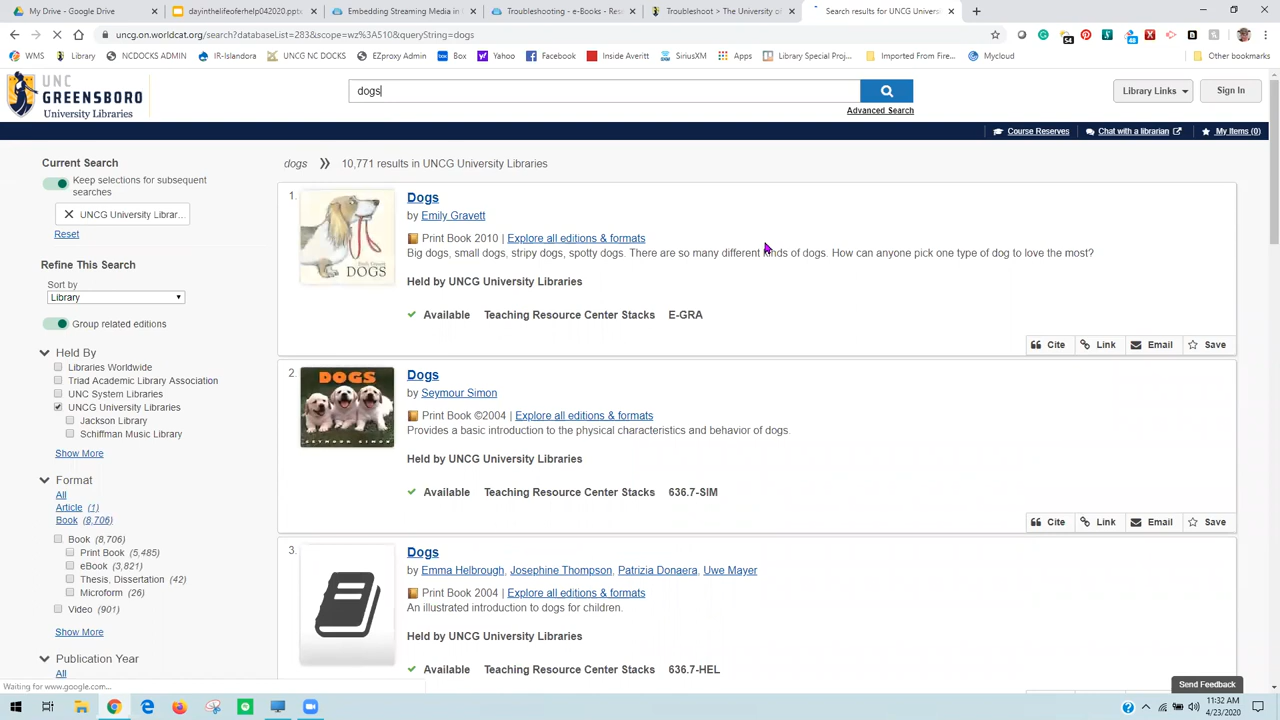 My Drive - Google Drive
dayinthelifeoferhelp042020.pptx
Embedding Streaming Media in
Troubleshooting - e-Books - Res
Troubleshoot > The University of
Search results for UNCG Universi
uncg.on.worldcat.org/search?databaseList=283&scope=wz%3A510&queryString=dogs
WMS
Library
NCDOCKS Admin
IR-Islandora
UNCG NC DOCKS
EZproxy Admin
Box
Yahoo
Facebook
Inside Averitt
SiriusXM
Apps
Library Special Proj...
Imported From Fire...
Mycloud
Other bookmarks
UNC
GREENSBORO
University Libraries
dogs
Advanced Search
Library Links
Sign In
Course Reserves
Chat with a librarian
My Items (0)
Current Search
Keep selections for subsequent
searches
UNCG University Librar...
Reset
Refine This Search
Sort by
Library
Group related editions
Held By
Libraries Worldwide
Triad Academic Library Association
UNC System Libraries
UNCG University Libraries
Jackson Library
Schiffman Music Library
Show More
Format
All
Article (1)
Book (8,706)
Book (8,706)
Print Book (5,485)
eBook (3,821)
Thesis, Dissertation (42)
Microform (26)
Video (901)
Show More
Publication Year
All
dogs
10,771 results in UNCG University Libraries
1.
Emily Gravett
DOGS
Dogs
by Emily Gravett
Print Book 2010 | Explore all editions & formats
Big dogs, small dogs, stripy dogs, spotty dogs. There are so many different kinds of dogs. How can anyone pick one type of dog to love the most?
Held by UNCG University Libraries
Available Teaching Resource Center Stacks E-GRA
Cite Link Email Save
2.
DOGS
SEYMOUR SIMON
Dogs
by Seymour Simon
Print Book ©2004 | Explore all editions & formats
Provides a basic introduction to the physical characteristics and behavior of dogs.
Held by UNCG University Libraries
Available Teaching Resource Center Stacks 636.7-SIM
Cite Link Email Save
3.
Dogs
by Emma Helbrough, Josephine Thompson, Patrizia Donaera, Uwe Mayer
Print Book 2004 | Explore all editions & formats
An illustrated introduction to dogs for children.
Held by UNCG University Libraries
Available Teaching Resource Center Stacks 636.7-HEL
Send Feedback
Waiting for www.google.com...
11:32 AM
4/23/2020